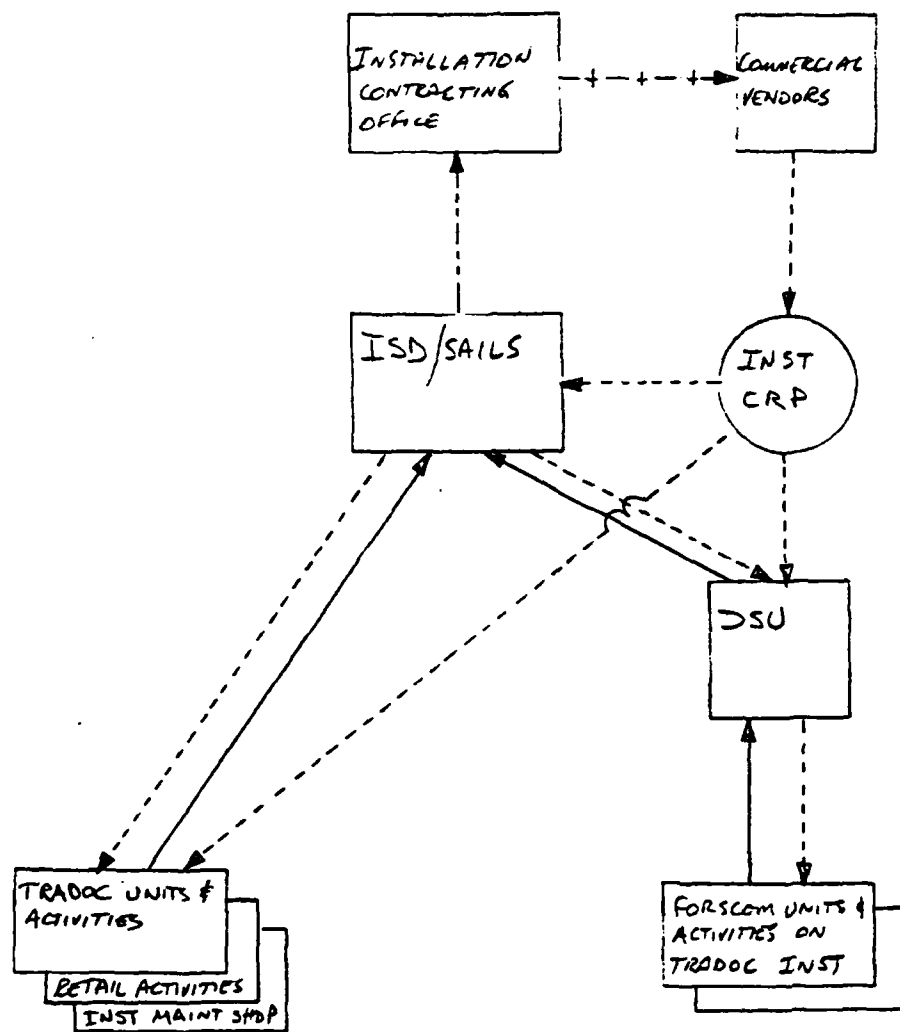 INSTALLATION
CONTRACTING
OFFICE
COMMERCIAL
VENDORS
ISD/SAILS
INST
CRP
DSU
TRADOC UNITS &
ACTIVITIES
RETAIL ACTIVITIES
INST MAINT SHOP
FORSCOM UNITS &
ACTIVITIES ON
TRADOC INST